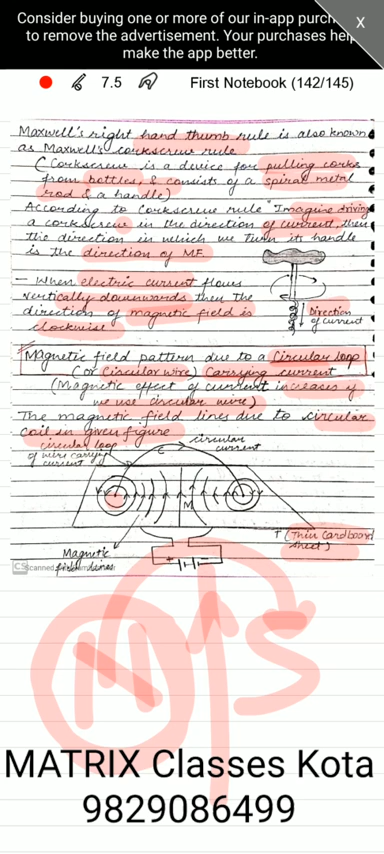 Consider buying one or more of our in-app purch
to remove the advertisement. Your purchases hel
make the app better.
X
7.5
First Notebook (142/145)
Maxwell's right hand thumb rule is also known
as Maxwell's corkscrew rule
(Corkscrew is a device for pulling corks
from bottles, & consists of a spiral metal
rod & a handle)
According to corkscrew rule "Imagine driving
a corkscrew in the direction of current, then
the direction in which we turn its handle
is the direction of MF.
- When electric current flows
vertically downwards then the
direction of magnetic field is
clockwise
Direction
of current
Magnetic field pattern due to a Circular loop
(or Circular wire) Carrying current
(Magnetic effect of current increases if
we use circular wire)
The magnetic field lines due to circular
coil in given figure
circular loop
of wire carrying
current
circular
current
M
T (Thin Cardboard
sheet)
Magnetic
field lines
+ -
CS Scanned
M S
MATRIX Classes Kota
9829086499